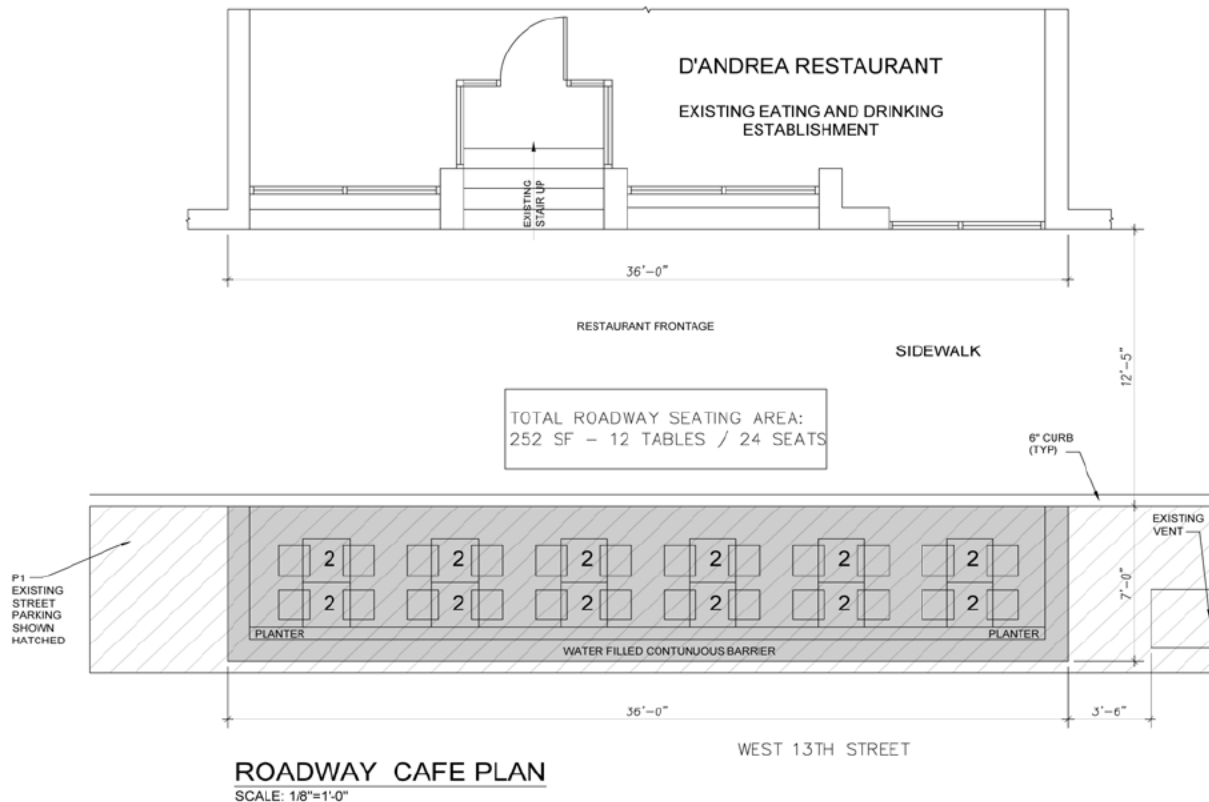 D'ANDREA RESTAURANT
EXISTING EATING AND DRINKING
ESTABLISHMENT
EXISTING
STAIR UP
36'-0"
RESTAURANT FRONTAGE
SIDEWALK
12'-5"
TOTAL ROADWAY SEATING AREA:
252 SF - 12 TABLES / 24 SEATS
6" CURB
(TYP)
EXISTING
VENT
P1
EXISTING
STREET
PARKING
SHOWN
HATCHED
2 2 2 2 2 2
2 2 2 2 2 2
7'-0"
PLANTER PLANTER
WATER FILLED CONTUNUOUS BARRIER
36'-0" 3'-6"
WEST 13TH STREET
ROADWAY CAFE PLAN
SCALE: 1/8"=1'-0"